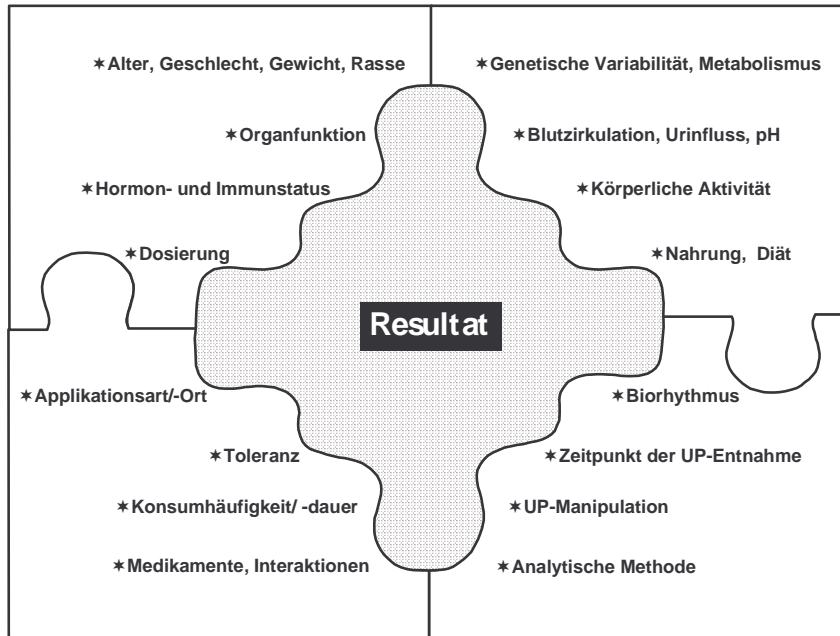 ✶Alter, Geschlecht, Gewicht, Rasse
✶Genetische Variabilität, Metabolismus
✶Organfunktion
✶Blutzirkulation, Urinfluss, pH
✶Hormon- und Immunstatus
✶Körperliche Aktivität
✶Dosierung
✶Nahrung, Diät
Resultat
✶Applikationsart/-Ort
✶Biorhythmus
✶Toleranz
✶Zeitpunkt der UP-Entnahme
✶Konsumhäufigkeit/ -dauer
✶UP-Manipulation
✶Medikamente, Interaktionen
✶Analytische Methode